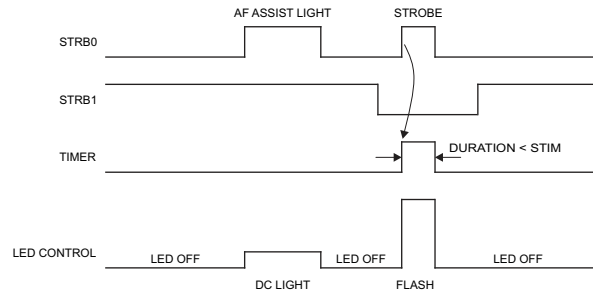 AF ASSIST LIGHT STROBE
STRB0
STRB1
TIMER
DURATION < STIM
LED CONTROL
LED OFF LED OFF LED OFF
DC LIGHT FLASH